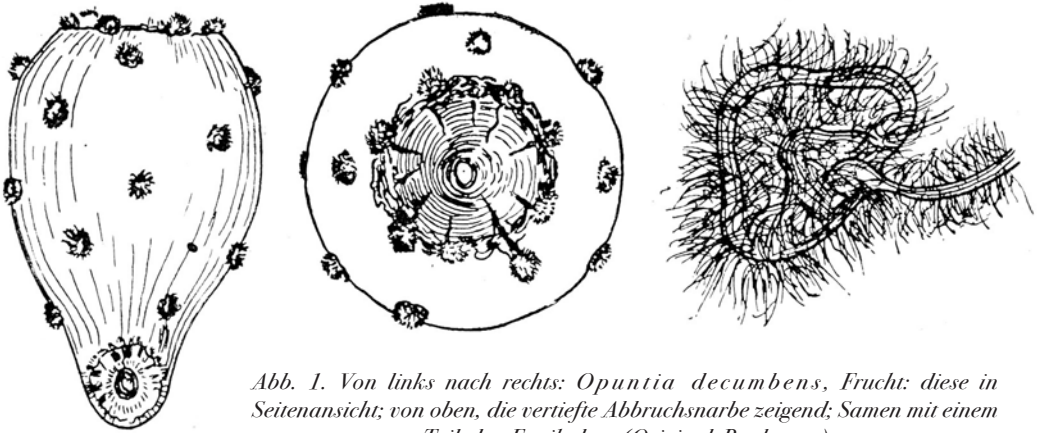 Abb. 1. Von links nach rechts: Opuntia decumbens, Frucht: diese in
Seitenansicht; von oben, die vertiefte Abbruchsnarbe zeigend; Samen mit einem